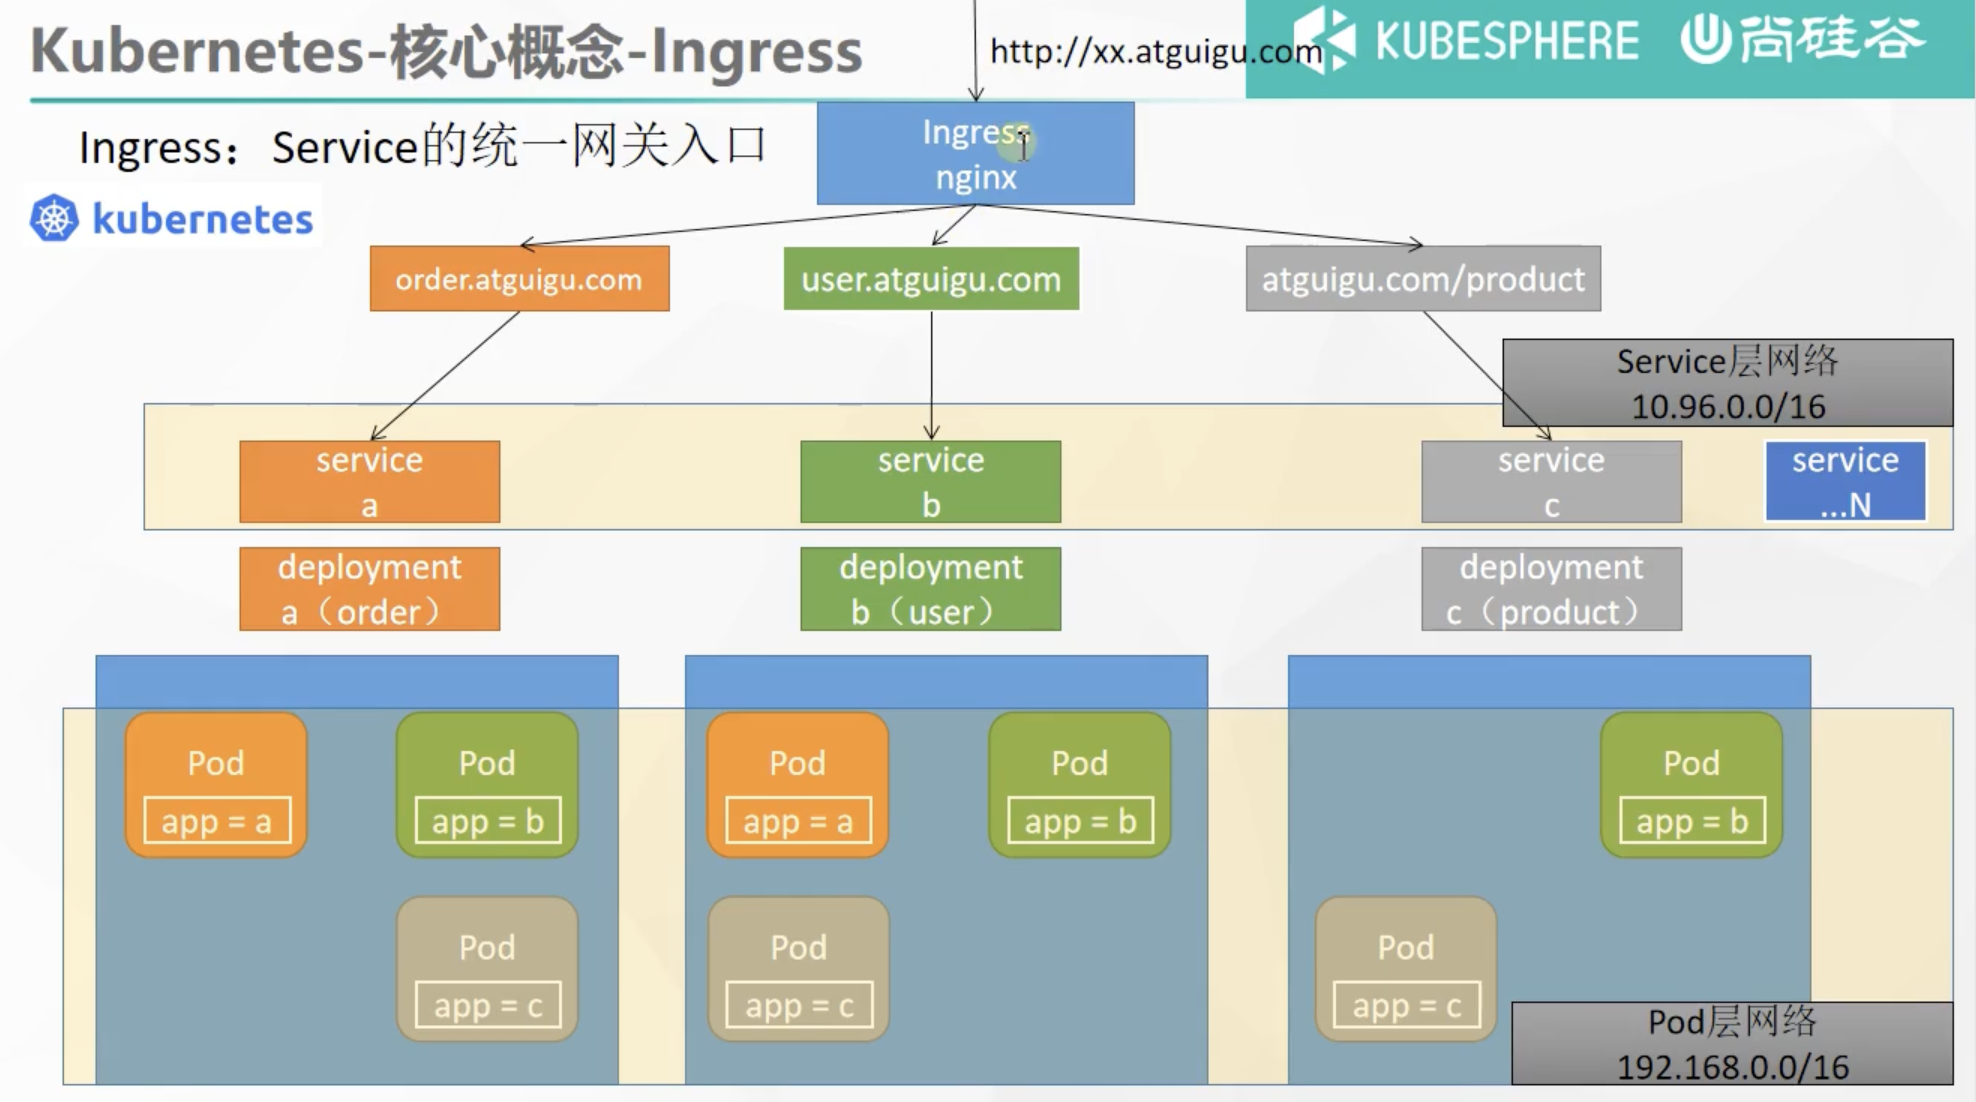 Kubernetes-核心概念-Ingress
http://xx.atguigu.com
KUBESPHERE
尚硅谷
Ingress：Service的统一网关入口
Ingress
nginx
kubernetes
order.atguigu.com
user.atguigu.com
atguigu.com/product
Service层网络
10.96.0.0/16
service
a
service
b
service
c
service
...N
deployment
a（order）
deployment
b（user）
deployment
c（product）
Pod
app = a
Pod
app = b
Pod
app = a
Pod
app = b
Pod
app = b
Pod
app = c
Pod
app = c
Pod
app = c
Pod层网络
192.168.0.0/16